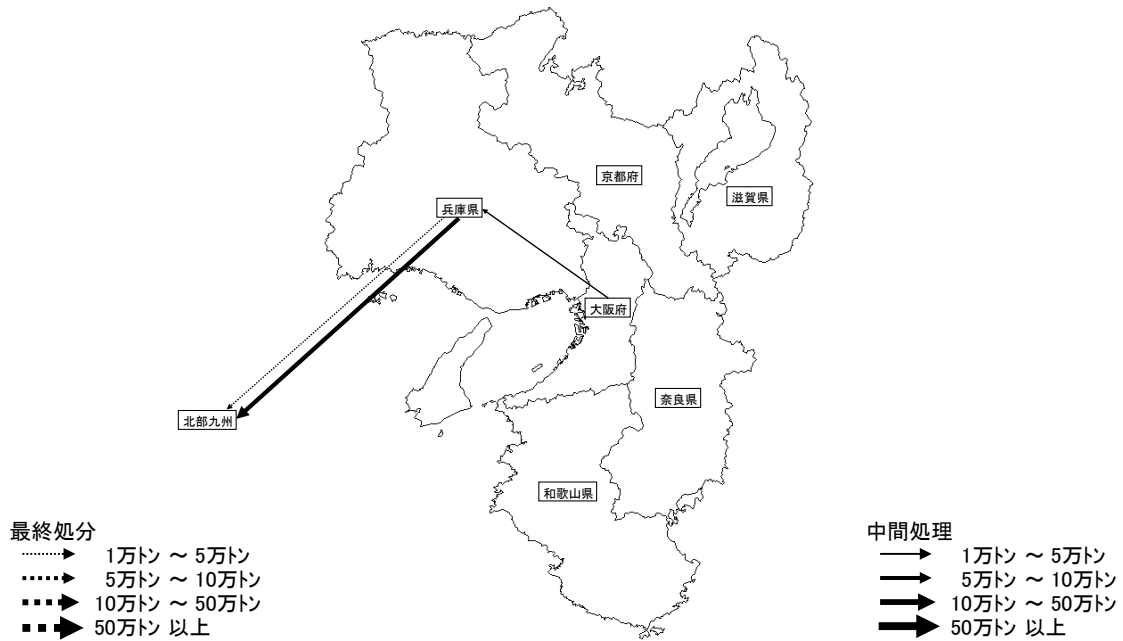 京都府
滋賀県
兵庫県
大阪府
奈良県
北部九州
和歌山県
最終処分
1万トン ～ 5万トン
5万トン ～ 10万トン
10万トン ～ 50万トン
50万トン 以上
中間処理
1万トン ～ 5万トン
5万トン ～ 10万トン
10万トン ～ 50万トン
50万トン 以上